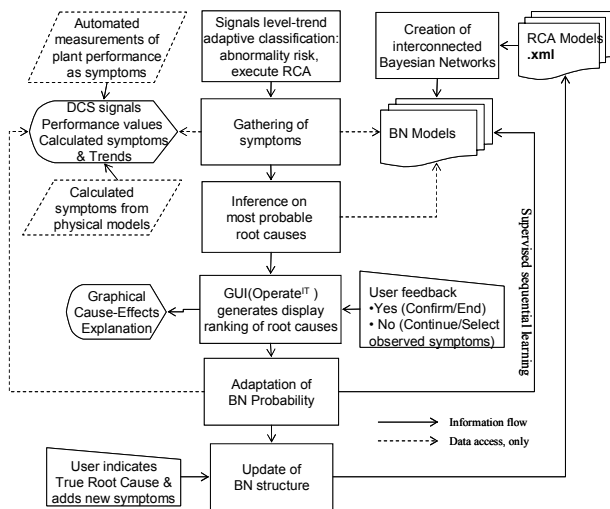 Automated
measurements of
plant performance
as symptoms
Signals level-trend
adaptive classification:
abnormality risk,
execute RCA
Creation of
interconnected
Bayesian Networks
RCA Models
.xml
DCS signals
Performance values
Calculated symptoms
& Trends
Gathering of
symptoms
BN Models
Calculated
symptoms from
physical models
Inference on
most probable
root causes
Supervised sequential learning
Graphical
Cause-Effects
Explanation
GUI(OperateIT )
generates display
ranking of root causes
User feedback
•Yes (Confirm/End)
• No (Continue/Select
observed symptoms)
Adaptation of
BN Probability
Information flow
Data access, only
User indicates
True Root Cause &
adds new symptoms
Update of
BN structure